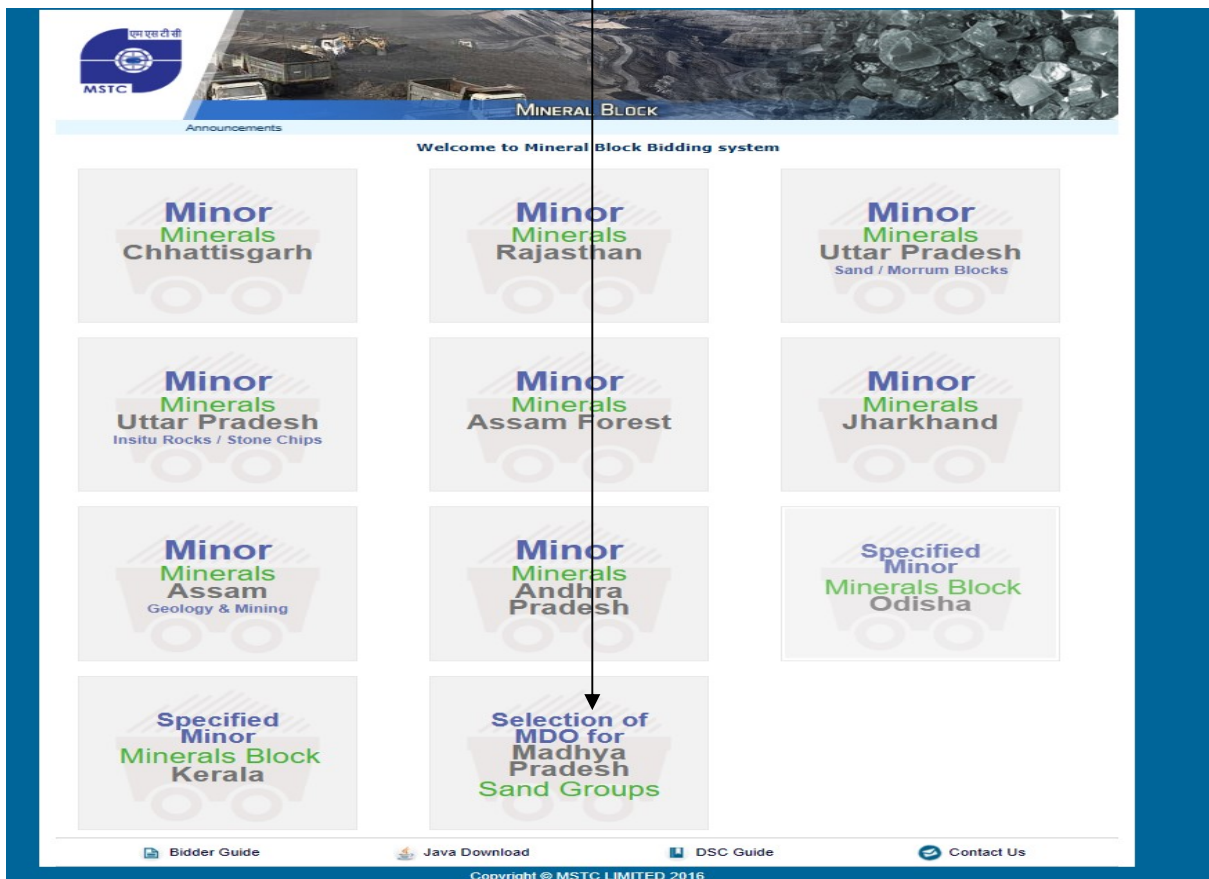 एम एस टी सी
MSTC
MINERAL BLOCK
Announcements
Welcome to Mineral Block Bidding system
Minor
Minerals
Chhattisgarh
Minor
Minerals
Rajasthan
Minor
Minerals
Uttar Pradesh
Sand / Morrum Blocks
Minor
Minerals
Uttar Pradesh
Insitu Rocks / Stone Chips
Minor
Minerals
Assam Forest
Minor
Minerals
Jharkhand
Minor
Minerals
Assam
Geology & Mining
Minor
Minerals
Andhra
Pradesh
Specified
Minor
Minerals Block
Odisha
Specified
Minor
Minerals Block
Kerala
Selection of
MDO for
Madhya
Pradesh
Sand Groups
Bidder Guide
Java Download
DSC Guide
Contact Us
Copyright © MSTC LIMITED 2016